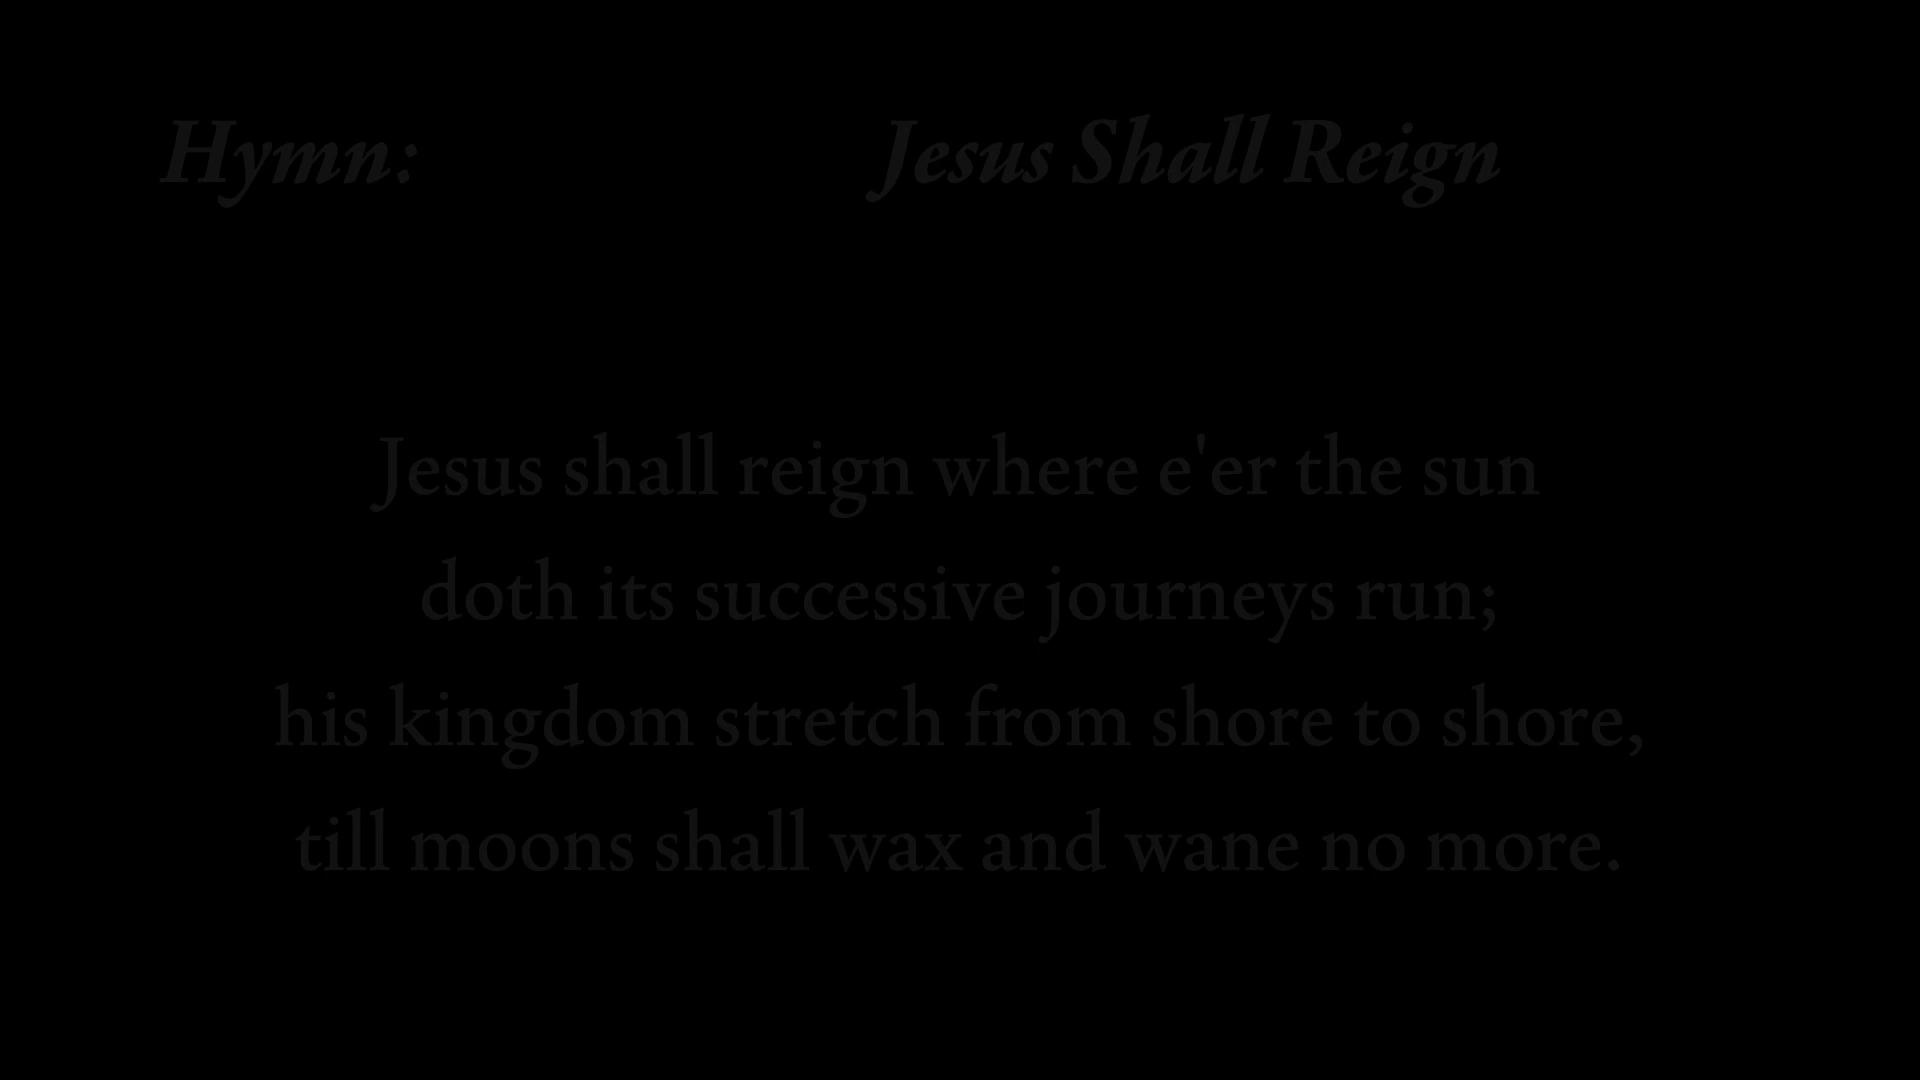 Hymn: Jesus Shall Reign
Jesus shall reign where e'er the sun
doth its successive journeys run;
his kingdom stretch from shore to shore,
till moons shall wax and wane no more.